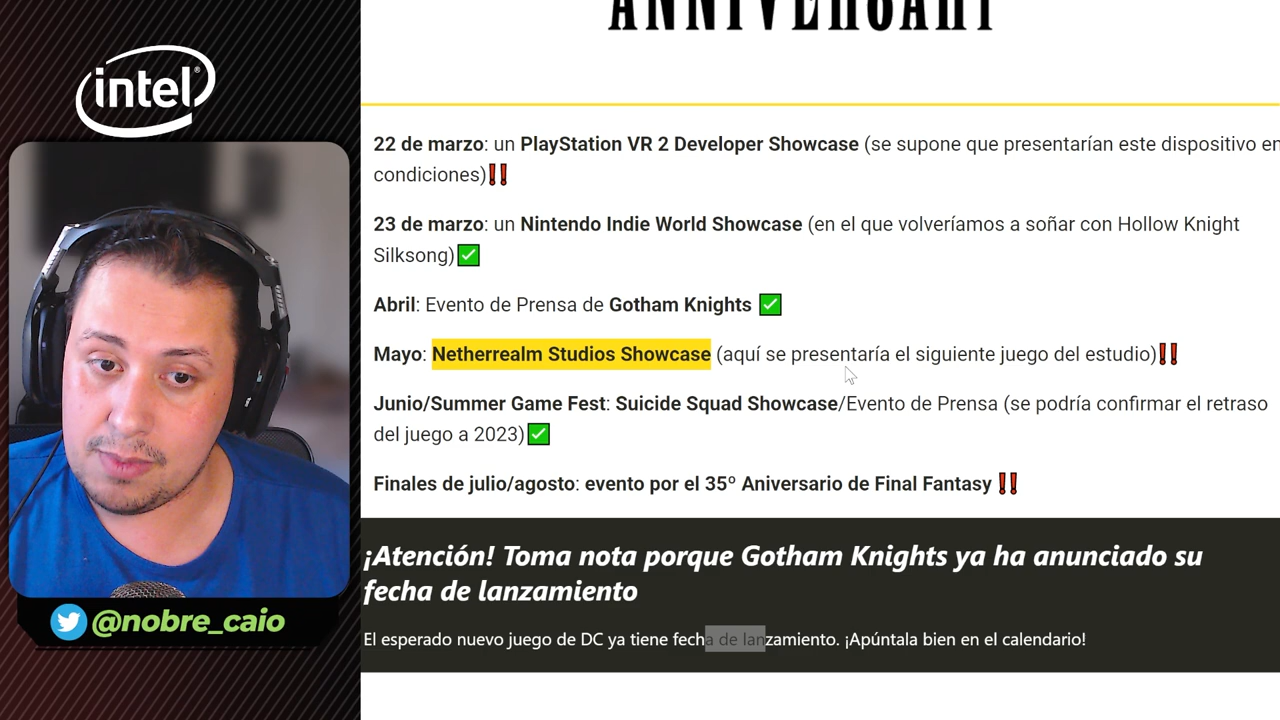 ANNIVERSARY
intel®
22 de marzo: un PlayStation VR 2 Developer Showcase (se supone que presentarían este dispositivo en
condiciones)‼️
23 de marzo: un Nintendo Indie World Showcase (en el que volveríamos a soñar con Hollow Knight
Silksong)✅
Abril: Evento de Prensa de Gotham Knights ✅
Mayo: Netherrealm Studios Showcase (aquí se presentaría el siguiente juego del estudio)‼️
Junio/Summer Game Fest: Suicide Squad Showcase/Evento de Prensa (se podría confirmar el retraso
del juego a 2023)✅
Finales de julio/agosto: evento por el 35º Aniversario de Final Fantasy ‼️
¡Atención! Toma nota porque Gotham Knights ya ha anunciado su
fecha de lanzamiento
El esperado nuevo juego de DC ya tiene fecha de lanzamiento. ¡Apúntala bien en el calendario!
@nobre_caio